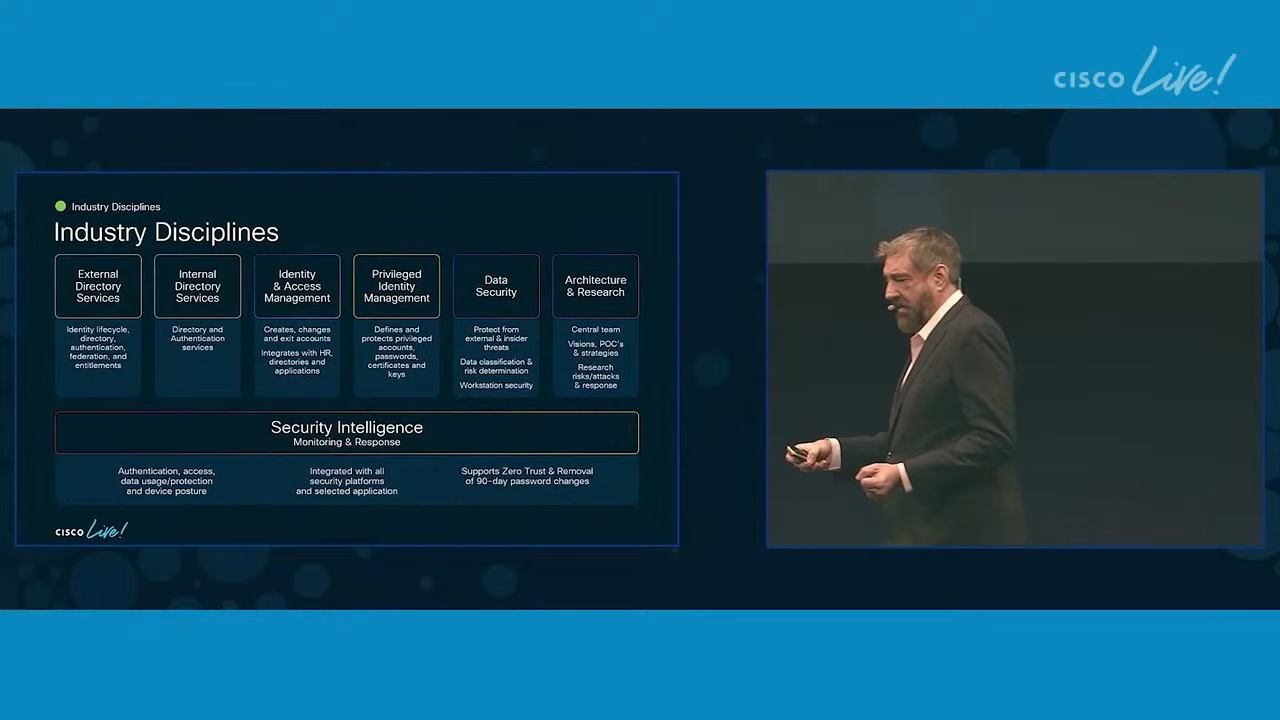 CISCO Live!
Industry Disciplines
Industry Disciplines
External
Directory
Services
Identity lifecycle,
directory,
authentication,
federation, and
entitlements
Internal
Directory
Services
Directory and
Authentication
services
Identity
& Access
Management
Creates, changes
and exit accounts
Integrates with HR,
directories and
applications
Privileged
Identity
Management
Defines and
protects privileged
accounts,
passwords,
certificates and
keys
Data
Security
Protect from
external & insider
threats
Data classification &
risk determination
Workstation security
Architecture
& Research
Central team
Visions, POC's
& strategies
Research
risks/attacks
& response
Security Intelligence
Monitoring & Response
Authentication, access,
data usage/protection
and device posture
Integrated with all
security platforms
and selected application
Supports Zero Trust & Removal
of 90-day password changes
CISCO Live!